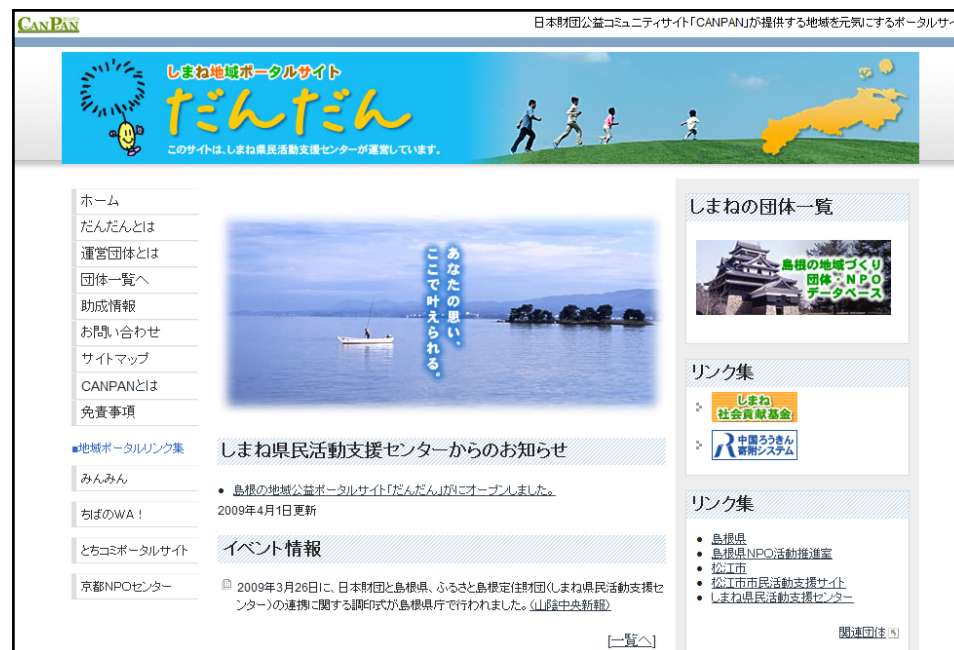 CANPAN
日本財団公益コミュニティサイト「CANPAN」が提供する地域を元気にするポータルサイ
しまね地域ポータルサイト
だんだん
このサイトは、しまね県民活動支援センターが運営しています。
ホーム
だんだんとは
運営団体とは
団体一覧へ
助成情報
お問い合わせ
サイトマップ
CANPANとは
免責事項
■地域ポータルリンク集
みんみん
ちばのWA！
とちコミポータルサイト
京都NPOセンター
あなたの思い、
ここで叶えられる。
しまね県民活動支援センターからのお知らせ
島根の地域公益ポータルサイト「だんだん」がにオープンしました。
2009年4月1日更新
イベント情報
2009年3月26日に、日本財団と島根県、ふるさと島根定住財団(しまね県民活動支援セ
ンター)の連携に関する調印式が島根県庁で行われました。(山陰中央新報)
[一覧へ]
しまねの団体一覧
島根の地域づくり
団体・NPO
データベース
リンク集
しまね
社会貢献基金
中国ろうきん
寄附システム
リンク集
島根県
島根県NPO活動推進室
松江市
松江市市民活動支援サイト
しまね県民活動支援センター
関連団体